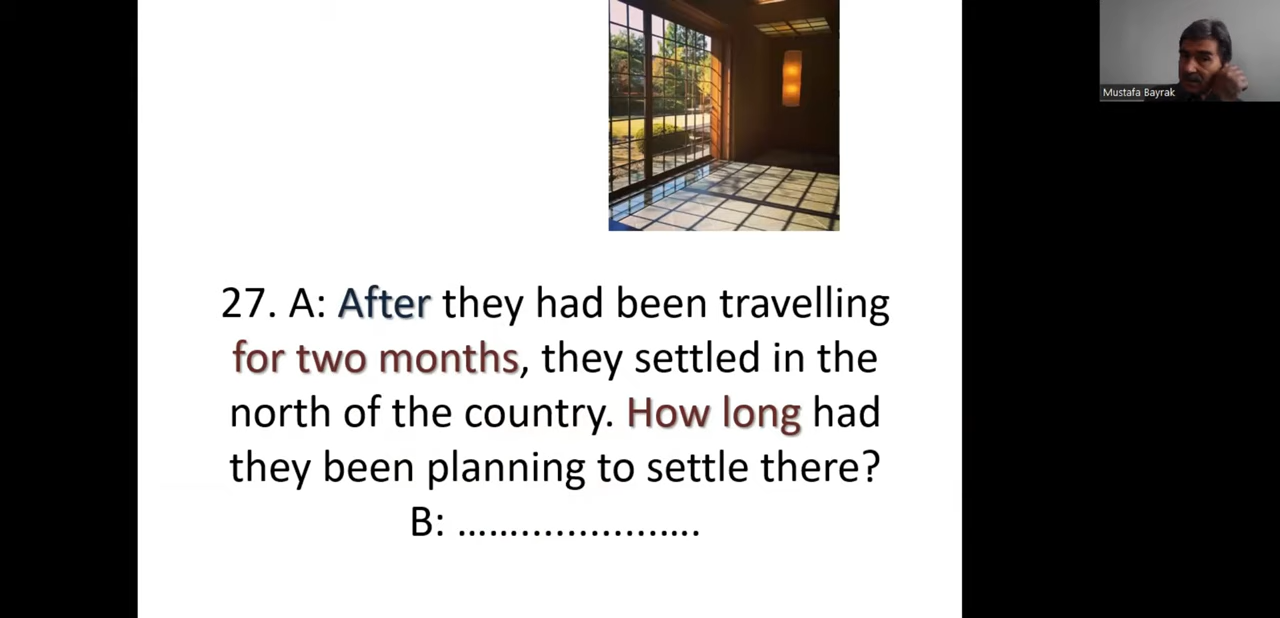 Mustafa Bayrak
27. A: After they had been travelling
for two months, they settled in the
north of the country. How long had
they been planning to settle there?
B: ........................